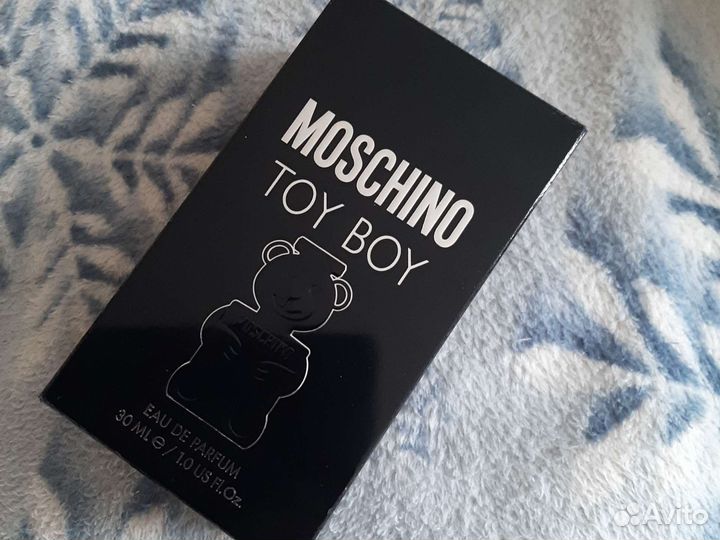 MOSCHINO
TOY BOY
MOSCHINO
EAU DE PARFUM
30 ML ℮ / 1.0 US Fl.Oz.
Avito